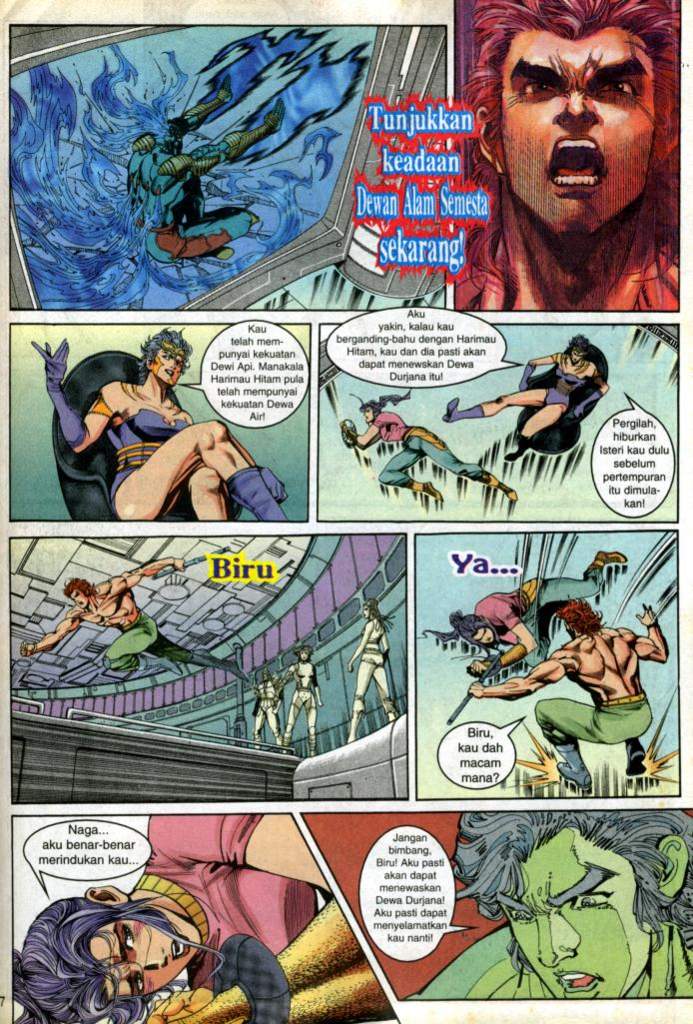 Tunjukkan
keadaan
Dewan Alam Semesta
sekarang!
Kau
telah mem-
punyai kekuatan
Dewi Api. Manakala
Harimau Hitam pula
telah mempunyai
kekuatan Dewa
Air!
Aku
yakin, kalau kau
berganding-bahu dengan Harimau
Hitam, kau dan dia pasti akan
dapat menewskan Dewa
Durjana itu!
Pergilah,
hiburkan
Isteri kau dulu
sebelum
pertempuran
itu dimula-
kan!
Biru
Ya...
Biru,
kau dah
macam
mana?
Naga...
aku benar-benar
merindukan kau...
Jangan
bimbang,
Biru! Aku pasti
akan dapat
menewaskan
Dewa Durjana!
Aku pasti dapat
menyelamatkan
kau nanti!
7